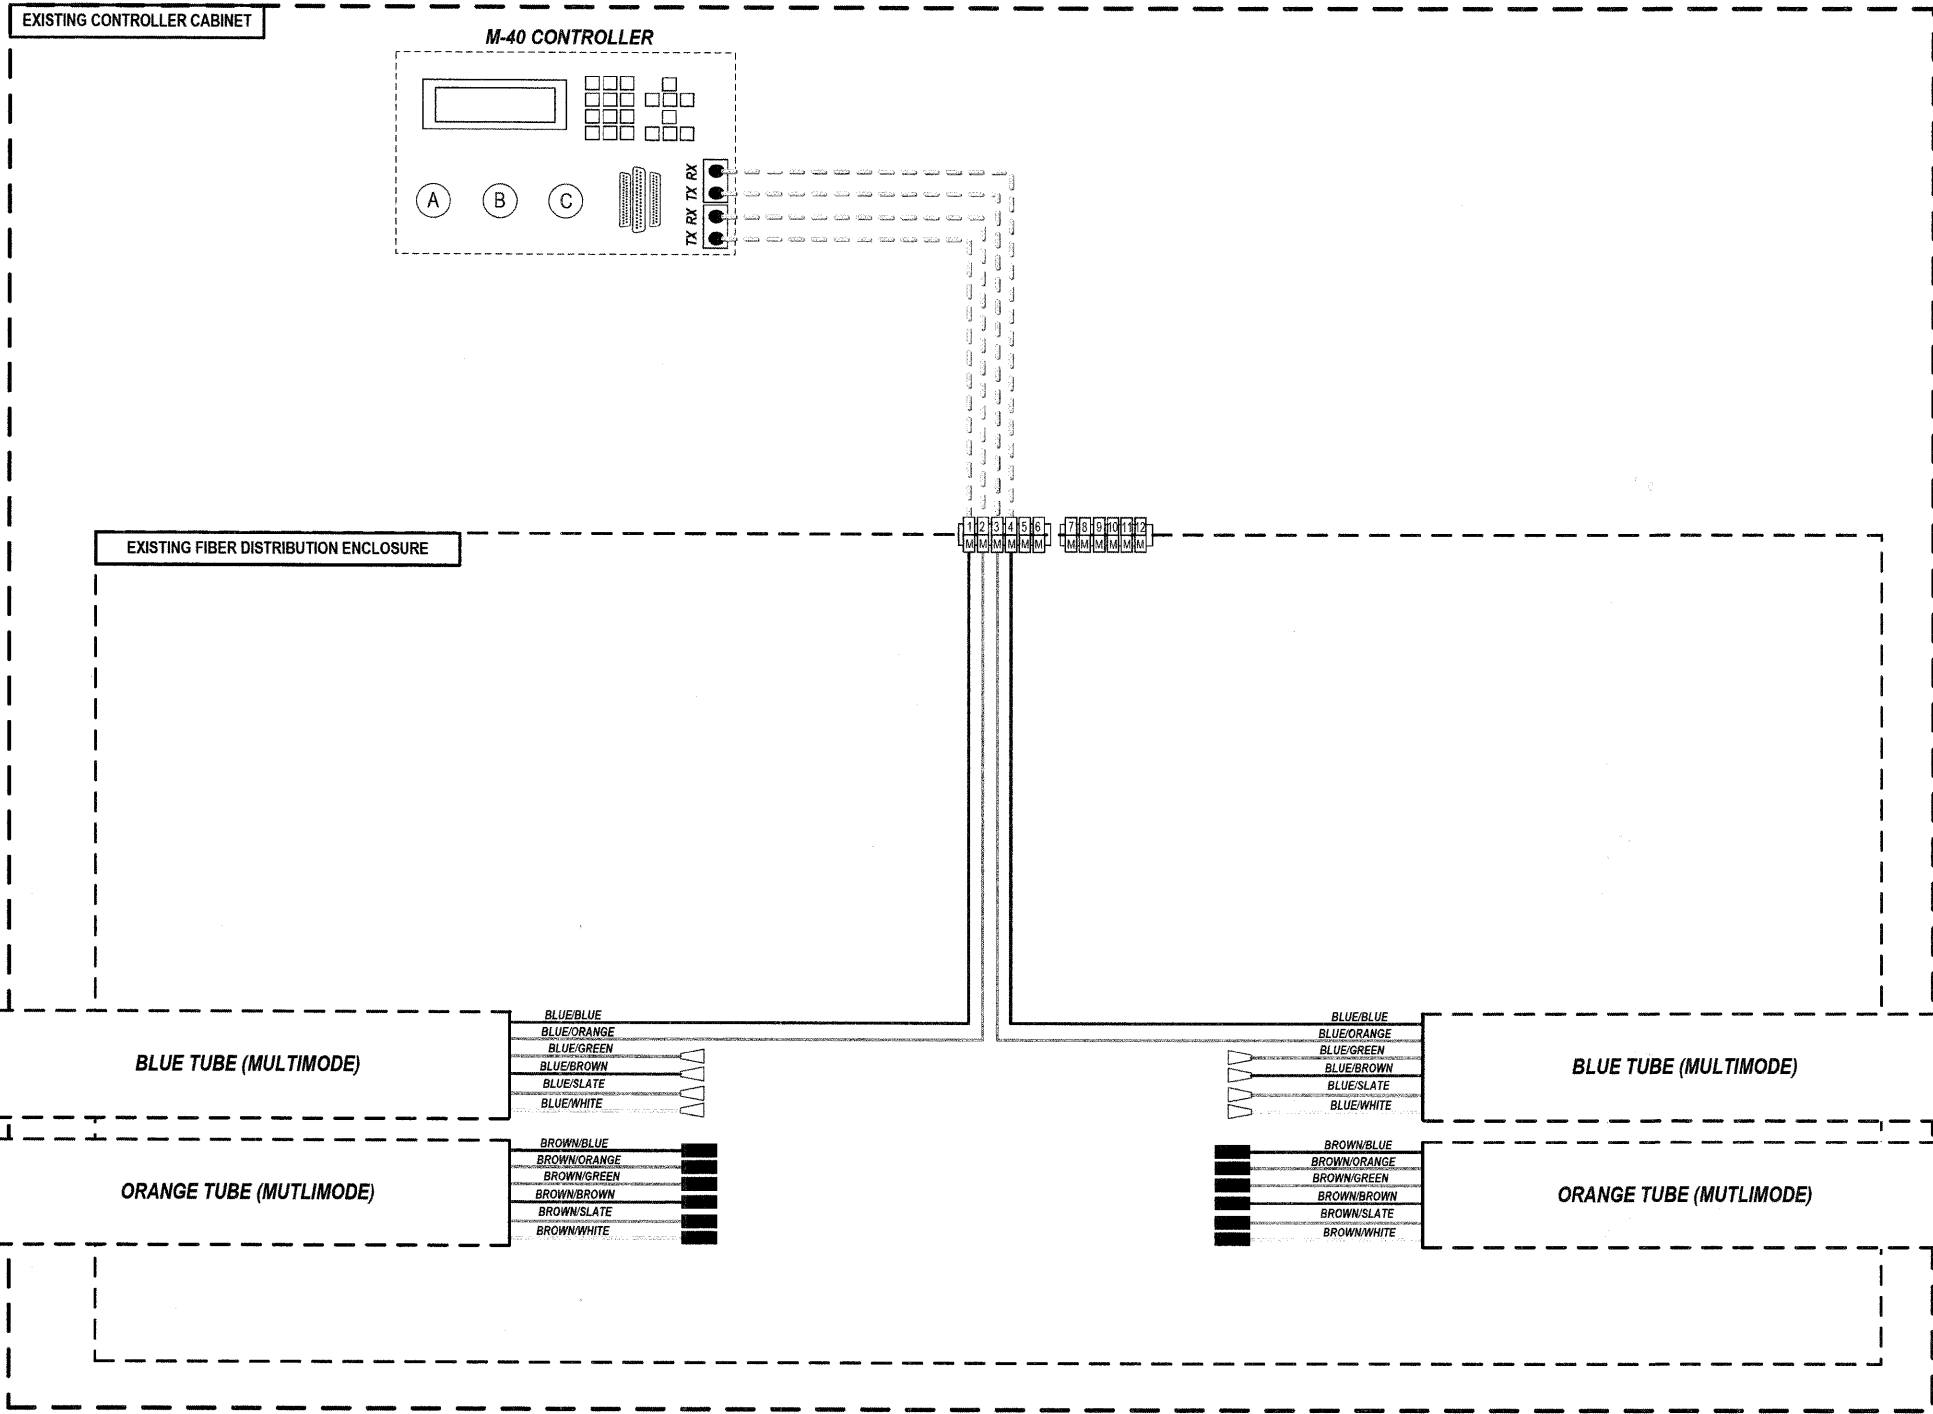 EXISTING CONTROLLER CABINET
M-40 CONTROLLER
A B C
RX
TX
RX
TX
1 2 3 4 5 6 7 8 9 10 11 12
M M M M M M M M M M M M
EXISTING FIBER DISTRIBUTION ENCLOSURE
BLUE TUBE (MULTIMODE)
BLUE/BLUE
BLUE/ORANGE
BLUE/GREEN
BLUE/BROWN
BLUE/SLATE
BLUE/WHITE
BLUE/BLUE
BLUE/ORANGE
BLUE/GREEN
BLUE/BROWN
BLUE/SLATE
BLUE/WHITE
BLUE TUBE (MULTIMODE)
ORANGE TUBE (MUTLIMODE)
BROWN/BLUE
BROWN/ORANGE
BROWN/GREEN
BROWN/BROWN
BROWN/SLATE
BROWN/WHITE
BROWN/BLUE
BROWN/ORANGE
BROWN/GREEN
BROWN/BROWN
BROWN/SLATE
BROWN/WHITE
ORANGE TUBE (MUTLIMODE)